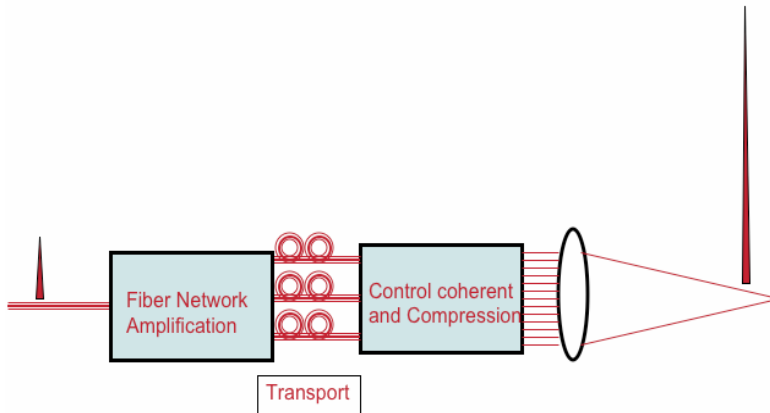 Fiber Network
Amplification
Control coherent
and Compression
Transport